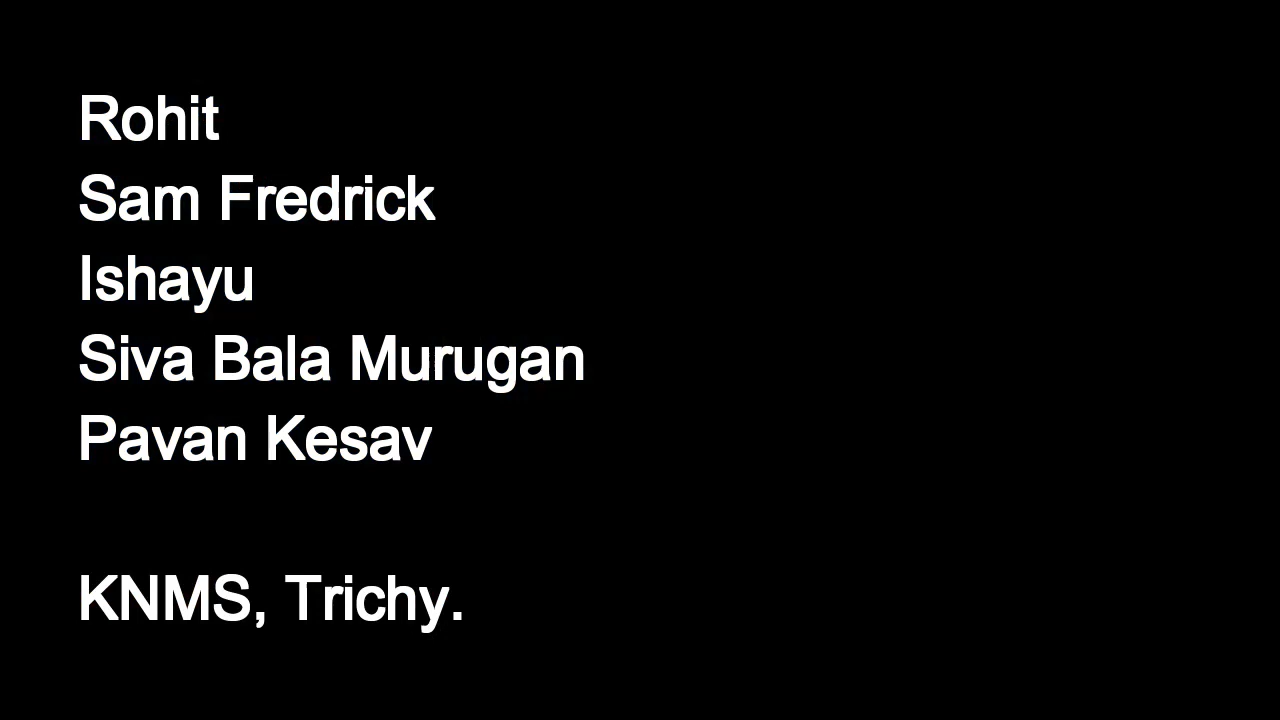 Rohit
Sam Fredrick
Ishayu
Siva Bala Murugan
Pavan Kesav
KNMS, Trichy.